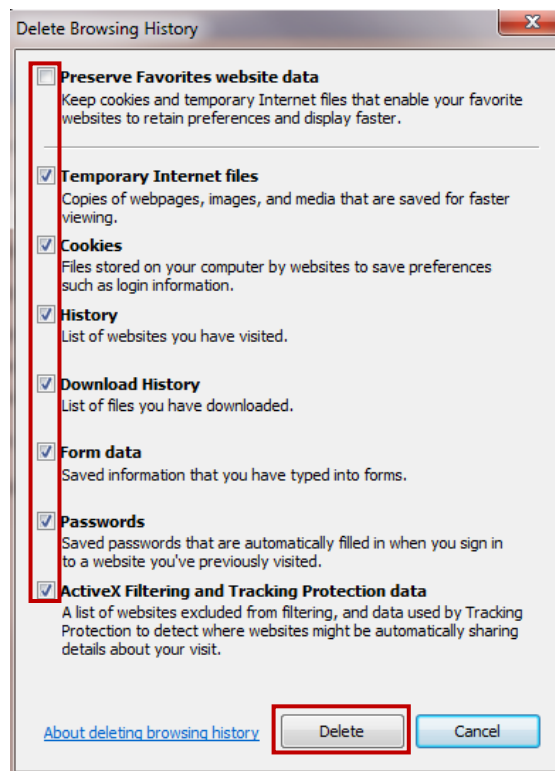 Delete Browsing History
Preserve Favorites website data
Keep cookies and temporary Internet files that enable your favorite
websites to retain preferences and display faster.
Temporary Internet files
Copies of webpages, images, and media that are saved for faster
viewing.
Cookies
Files stored on your computer by websites to save preferences
such as login information.
History
List of websites you have visited.
Download History
List of files you have downloaded.
Form data
Saved information that you have typed into forms.
Passwords
Saved passwords that are automatically filled in when you sign in
to a website you've previously visited.
ActiveX Filtering and Tracking Protection data
A list of websites excluded from filtering, and data used by Tracking
Protection to detect where websites might be automatically sharing
details about your visit.
About deleting browsing history Delete Cancel